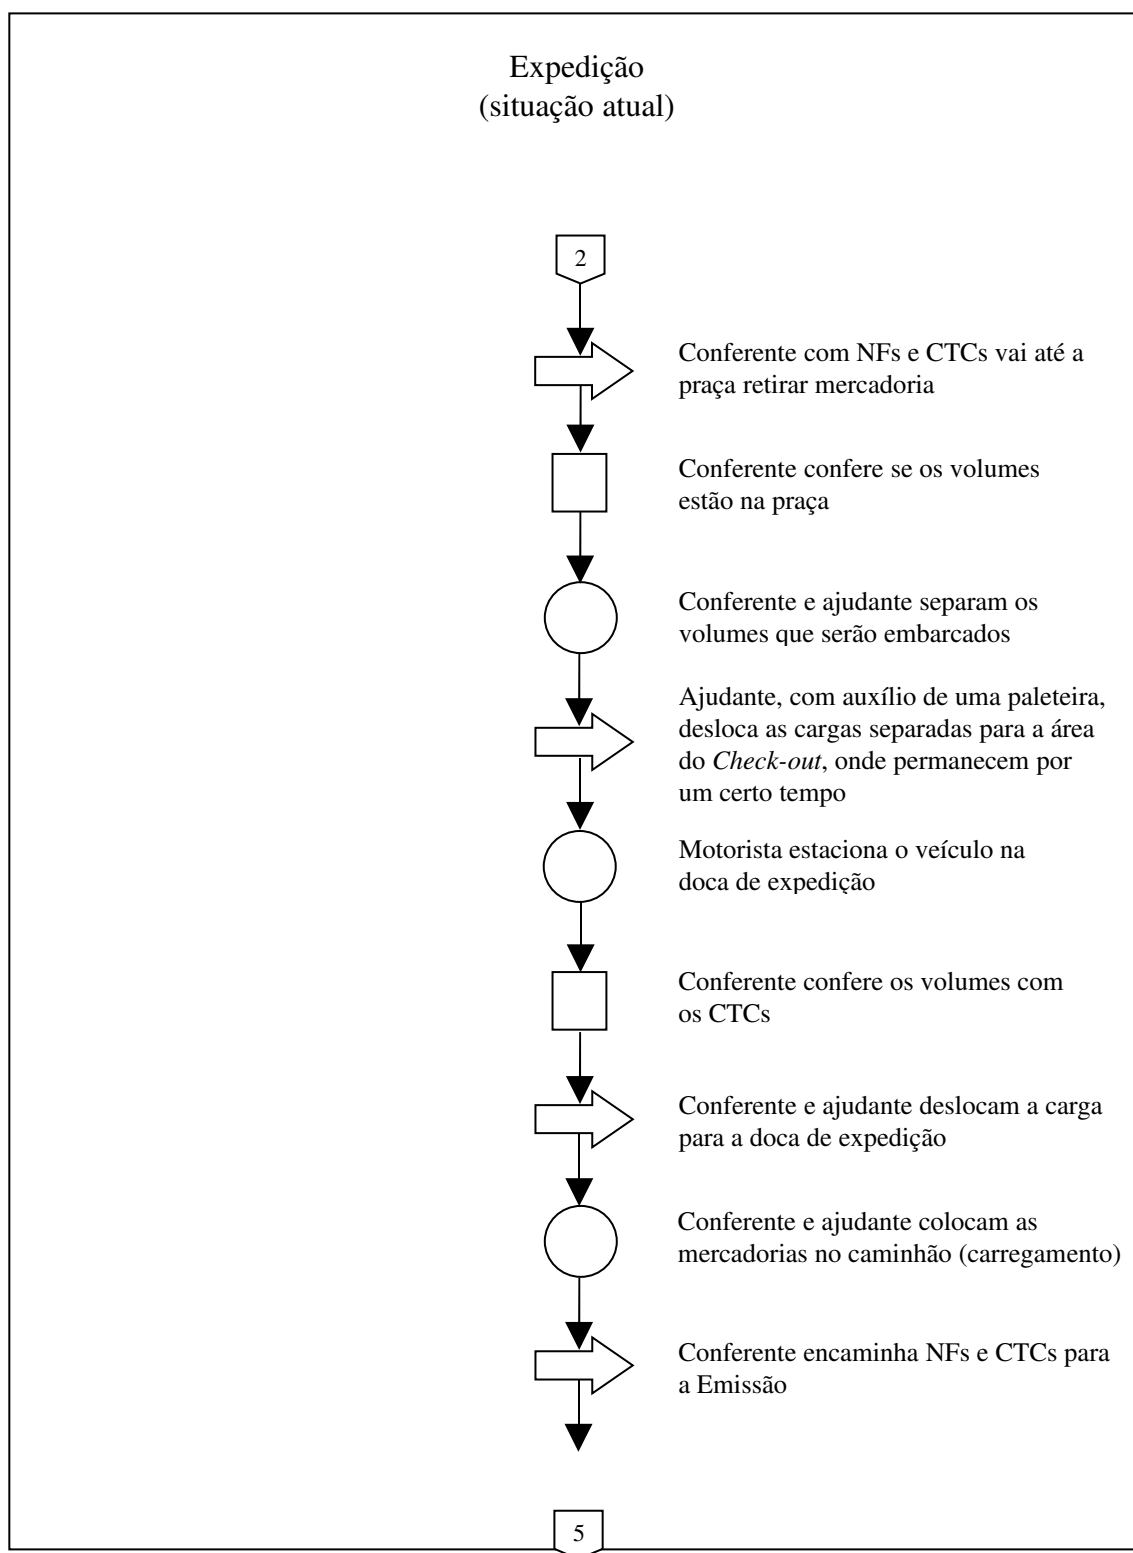 Expedição
(situação atual)
2
Conferente com NFs e CTCs vai até a
praça retirar mercadoria
Conferente confere se os volumes
estão na praça
Conferente e ajudante separam os
volumes que serão embarcados
Ajudante, com auxílio de uma paleteira,
desloca as cargas separadas para a área
do Check-out, onde permanecem por
um certo tempo
Motorista estaciona o veículo na
doca de expedição
Conferente confere os volumes com
os CTCs
Conferente e ajudante deslocam a carga
para a doca de expedição
Conferente e ajudante colocam as
mercadorias no caminhão (carregamento)
Conferente encaminha NFs e CTCs para
a Emissão
5